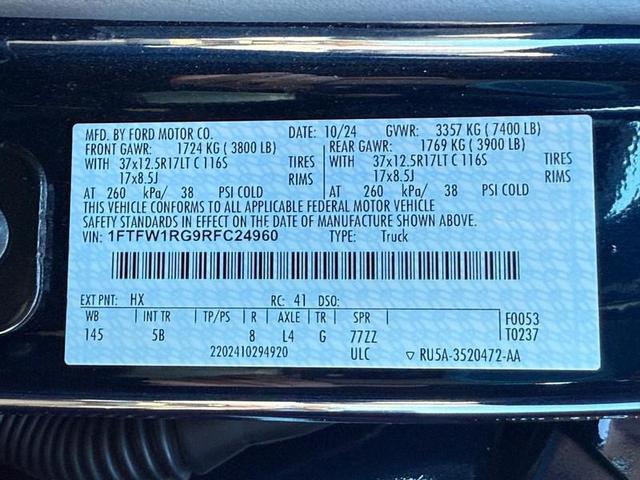 MFD. BY FORD MOTOR CO. DATE: 10/24 GVWR: 3357 KG ( 7400 LB)
FRONT GAWR: 1724 KG ( 3800 LB) REAR GAWR: 1769 KG ( 3900 LB)
WITH 37x12.5R17LT C 116S TIRES WITH 37x12.5R17LT C 116S TIRES
17x8.5J RIMS 17x8.5J RIMS
AT 260 kPa/ 38 PSI COLD AT 260 kPa/ 38 PSI COLD
THIS VEHICLE CONFORMS TO ALL APPLICABLE FEDERAL MOTOR VEHICLE
SAFETY STANDARDS IN EFFECT ON THE DATE OF MANUFACTURE SHOWN ABOVE.
VIN: 1FTFW1RG9RFC24960 TYPE: Truck
EXT PNT: HX RC: 41 DSO:
WB INT TR TP/PS R AXLE TR SPR F0053
145 5B 8 L4 G 77ZZ T0237
2202410294920 ULC RU5A-3520472-AA